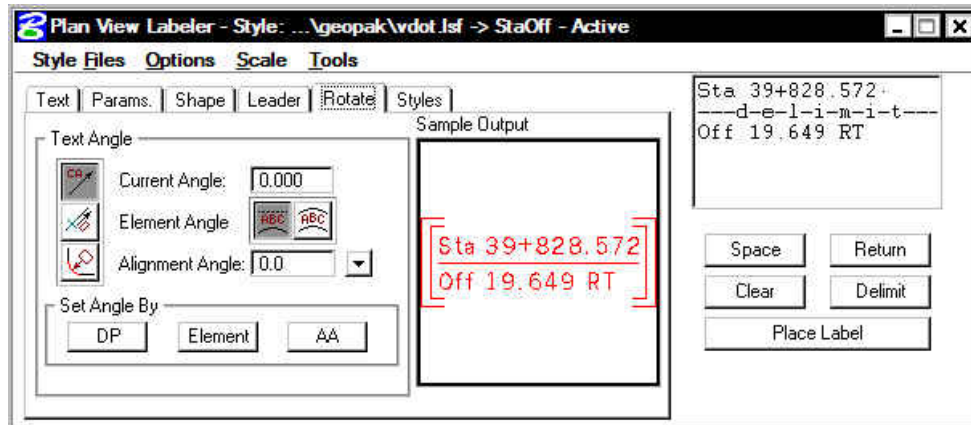 Plan View Labeler - Style: ...\geopak\vdot.lsf -> StaOff - Active
Style Files Options Scale Tools
Text Params. Shape Leader Rotate Styles
Text Angle
CA
Current Angle: 0.000
Element Angle ABC ABC
Alignment Angle: 0.0
Set Angle By
DP Element AA
Sample Output
Sta 39+828.572
Off 19.649 RT
Sta 39+828.572
----d-e-l-i-m-i-t---
Off 19.649 RT
Space Return
Clear Delimit
Place Label